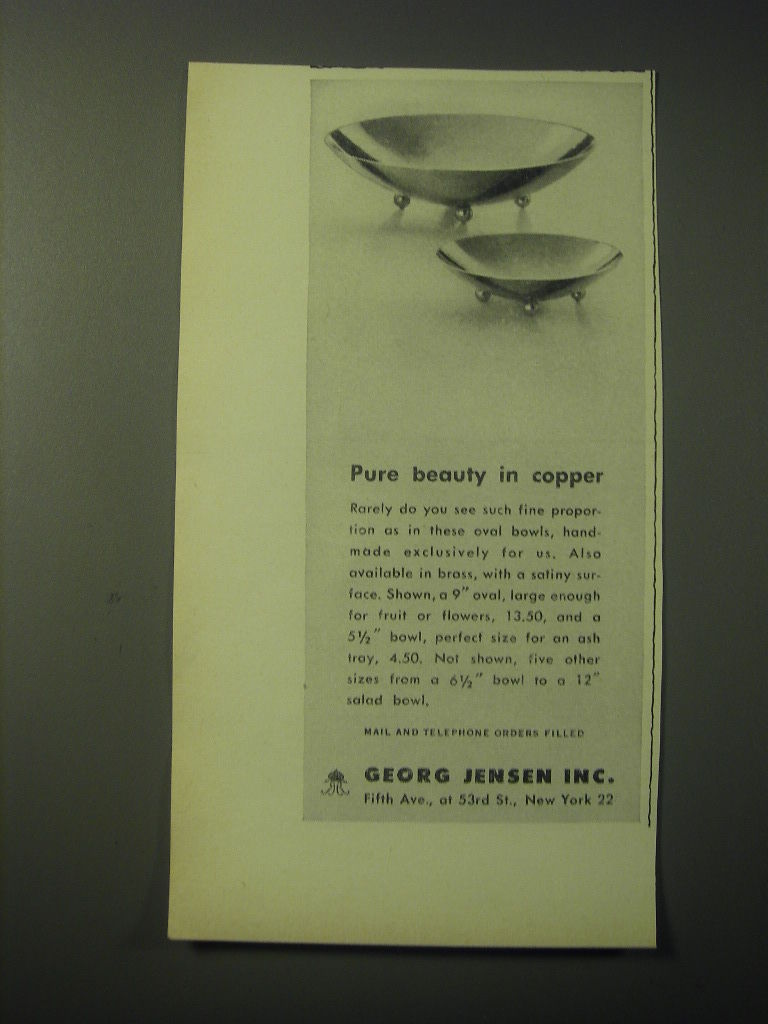 Pure beauty in copper
Rarely do you see such fine propor-
tion as in these oval bowls, hand-
made exclusively for us. Also
available in brass, with a satiny sur-
face. Shown, a 9" oval, large enough
for fruit or flowers, 13.50, and a
5½" bowl, perfect size for an ash
tray, 4.50. Not shown, five other
sizes from a 6½" bowl to a 12"
salad bowl.
MAIL AND TELEPHONE ORDERS FILLED
GEORG JENSEN INC.
Fifth Ave., at 53rd St., New York 22